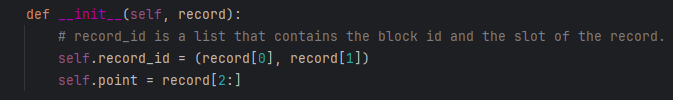 def __init__(self, record):
# record_id is a list that contains the block id and the slot of the record.
self.record_id = (record[0], record[1])
self.point = record[2:]